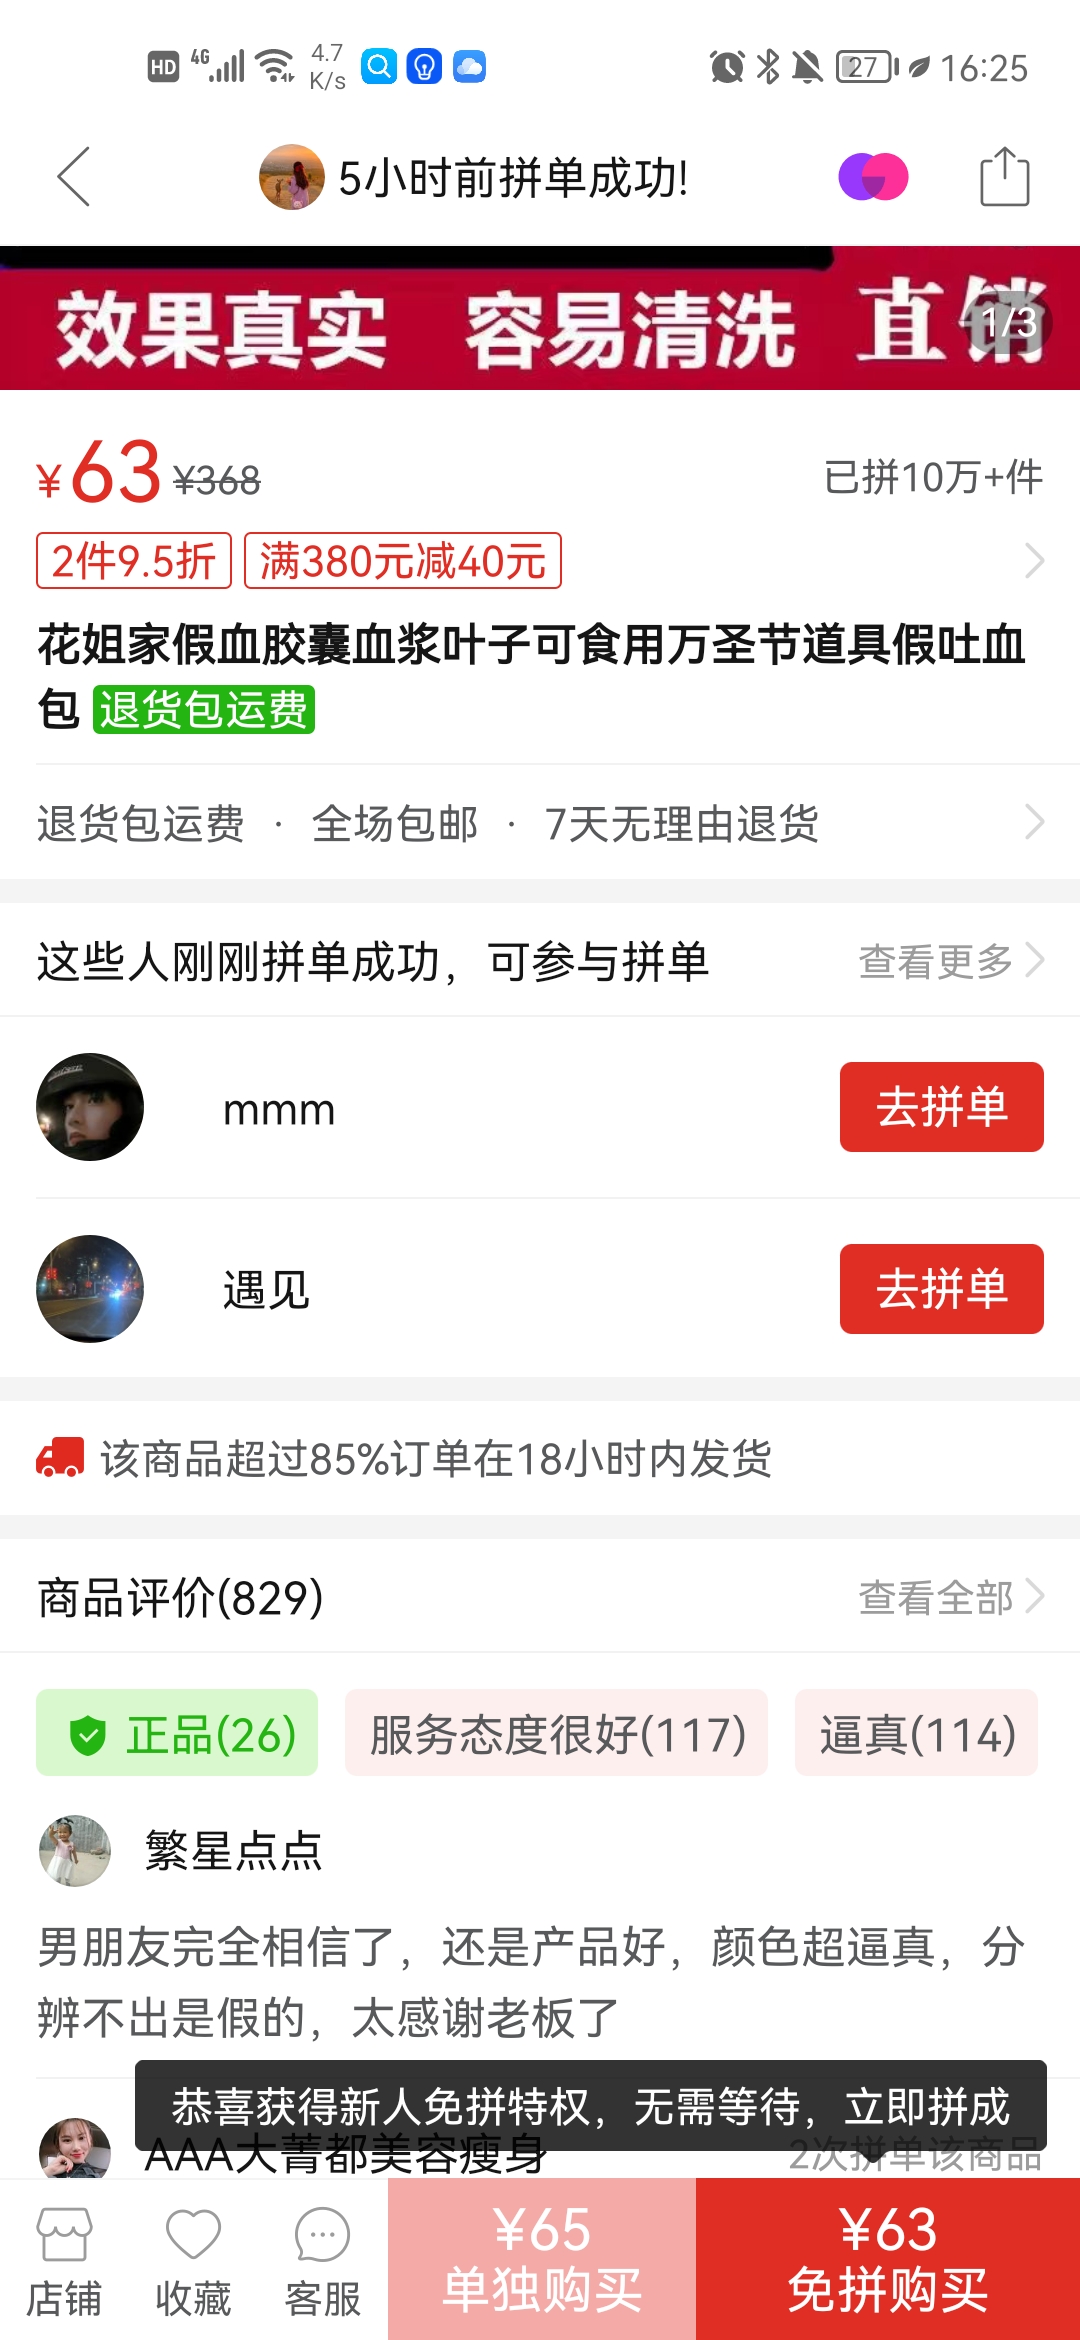 HD 4G 4.7 K/s 27 16:25
5小时前拼单成功!
效果真实 容易清洗 直销
1/3
¥63 ¥368 已拼10万+件
2件9.5折 满380元减40元
花姐家假血胶囊血浆叶子可食用万圣节道具假吐血
包 退货包运费
退货包运费 · 全场包邮 · 7天无理由退货
这些人刚刚拼单成功，可参与拼单 查看更多
mmm 去拼单
遇见 去拼单
该商品超过85%订单在18小时内发货
商品评价(829) 查看全部
正品(26) 服务态度很好(117) 逼真(114)
繁星点点
男朋友完全相信了，还是产品好，颜色超逼真，分
辨不出是假的，太感谢老板了
恭喜获得新人免拼特权，无需等待，立即拼成
AAA大菁都美容瘦身 2次拼单该商品
¥65 ¥63
店铺 收藏 客服 单独购买 免拼购买